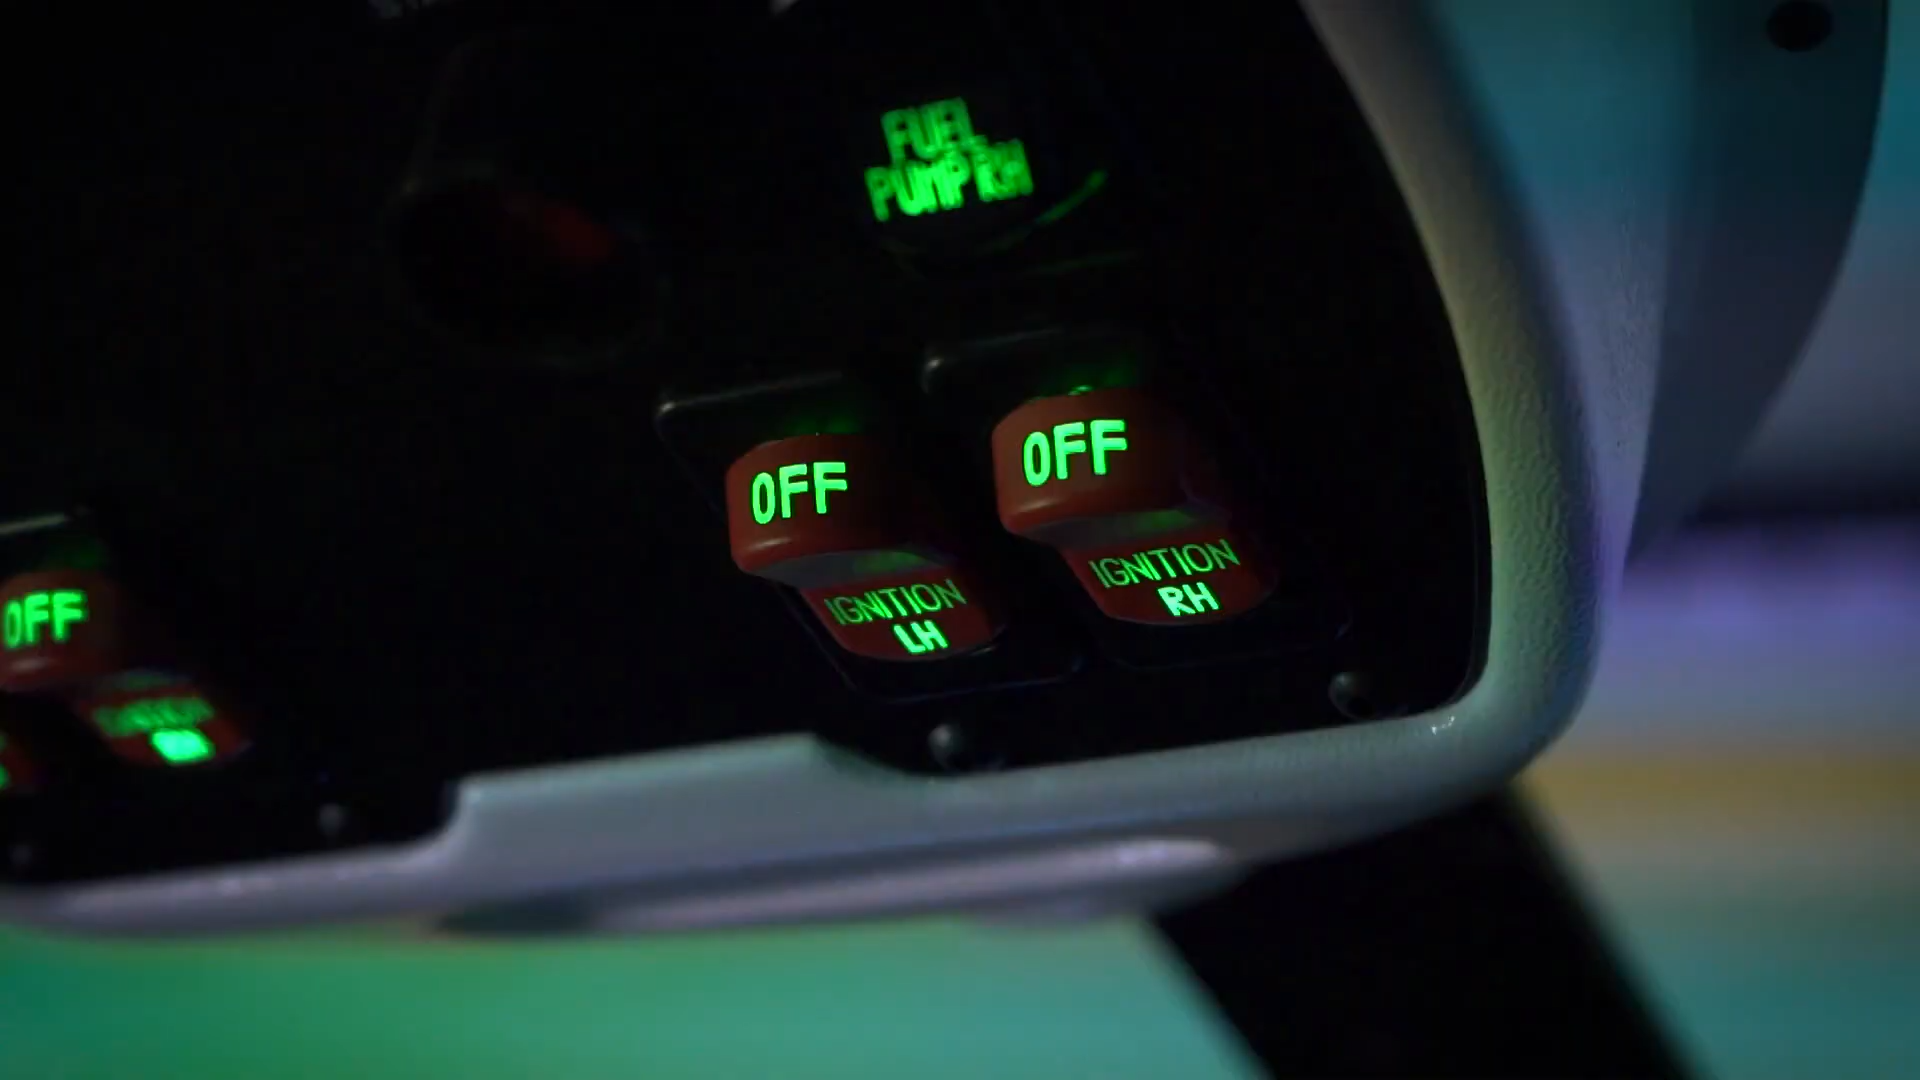 FUEL
PUMP RH
OFF
OFF
IGNITION
LH
IGNITION
RH
OFF